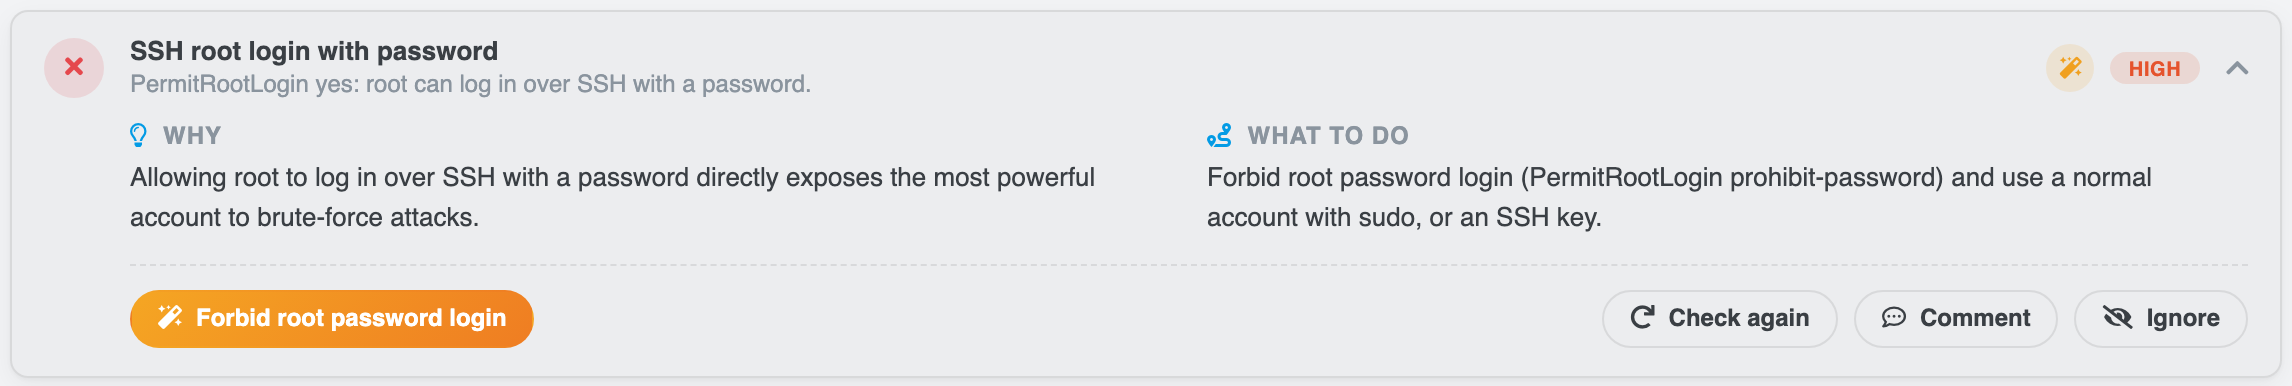 SSH root login with password
PermitRootLogin yes: root can log in over SSH with a password.
HIGH
WHY
Allowing root to log in over SSH with a password directly exposes the most powerful
account to brute-force attacks.
WHAT TO DO
Forbid root password login (PermitRootLogin prohibit-password) and use a normal
account with sudo, or an SSH key.
Forbid root password login
Check again
Comment
Ignore